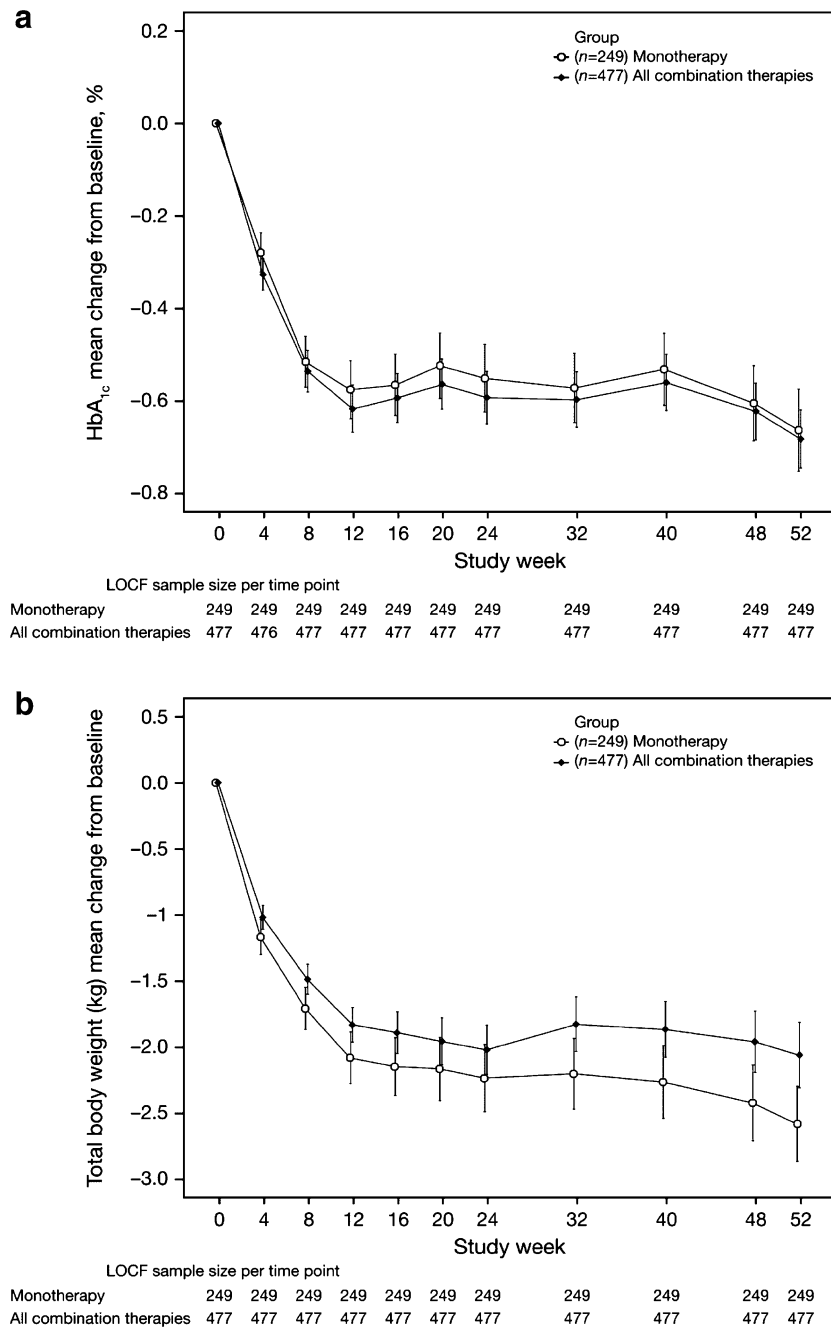 a
HbA1c mean change from baseline, %
0.2
0.0
−0.2
−0.4
−0.6
−0.8
Group
(n=249) Monotherapy
(n=477) All combination therapies
0 4 8 12 16 20 24 32 40 48 52
Study week
LOCF sample size per time point
Monotherapy 249 249 249 249 249 249 249 249 249 249 249
All combination therapies 477 476 477 477 477 477 477 477 477 477 477
b
Total body weight (kg) mean change from baseline
0.5
0.0
−0.5
−1
−1.5
−2.0
−2.5
−3.0
Group
(n=249) Monotherapy
(n=477) All combination therapies
0 4 8 12 16 20 24 32 40 48 52
Study week
LOCF sample size per time point
Monotherapy 249 249 249 249 249 249 249 249 249 249 249
All combination therapies 477 477 477 477 477 477 477 477 477 477 477